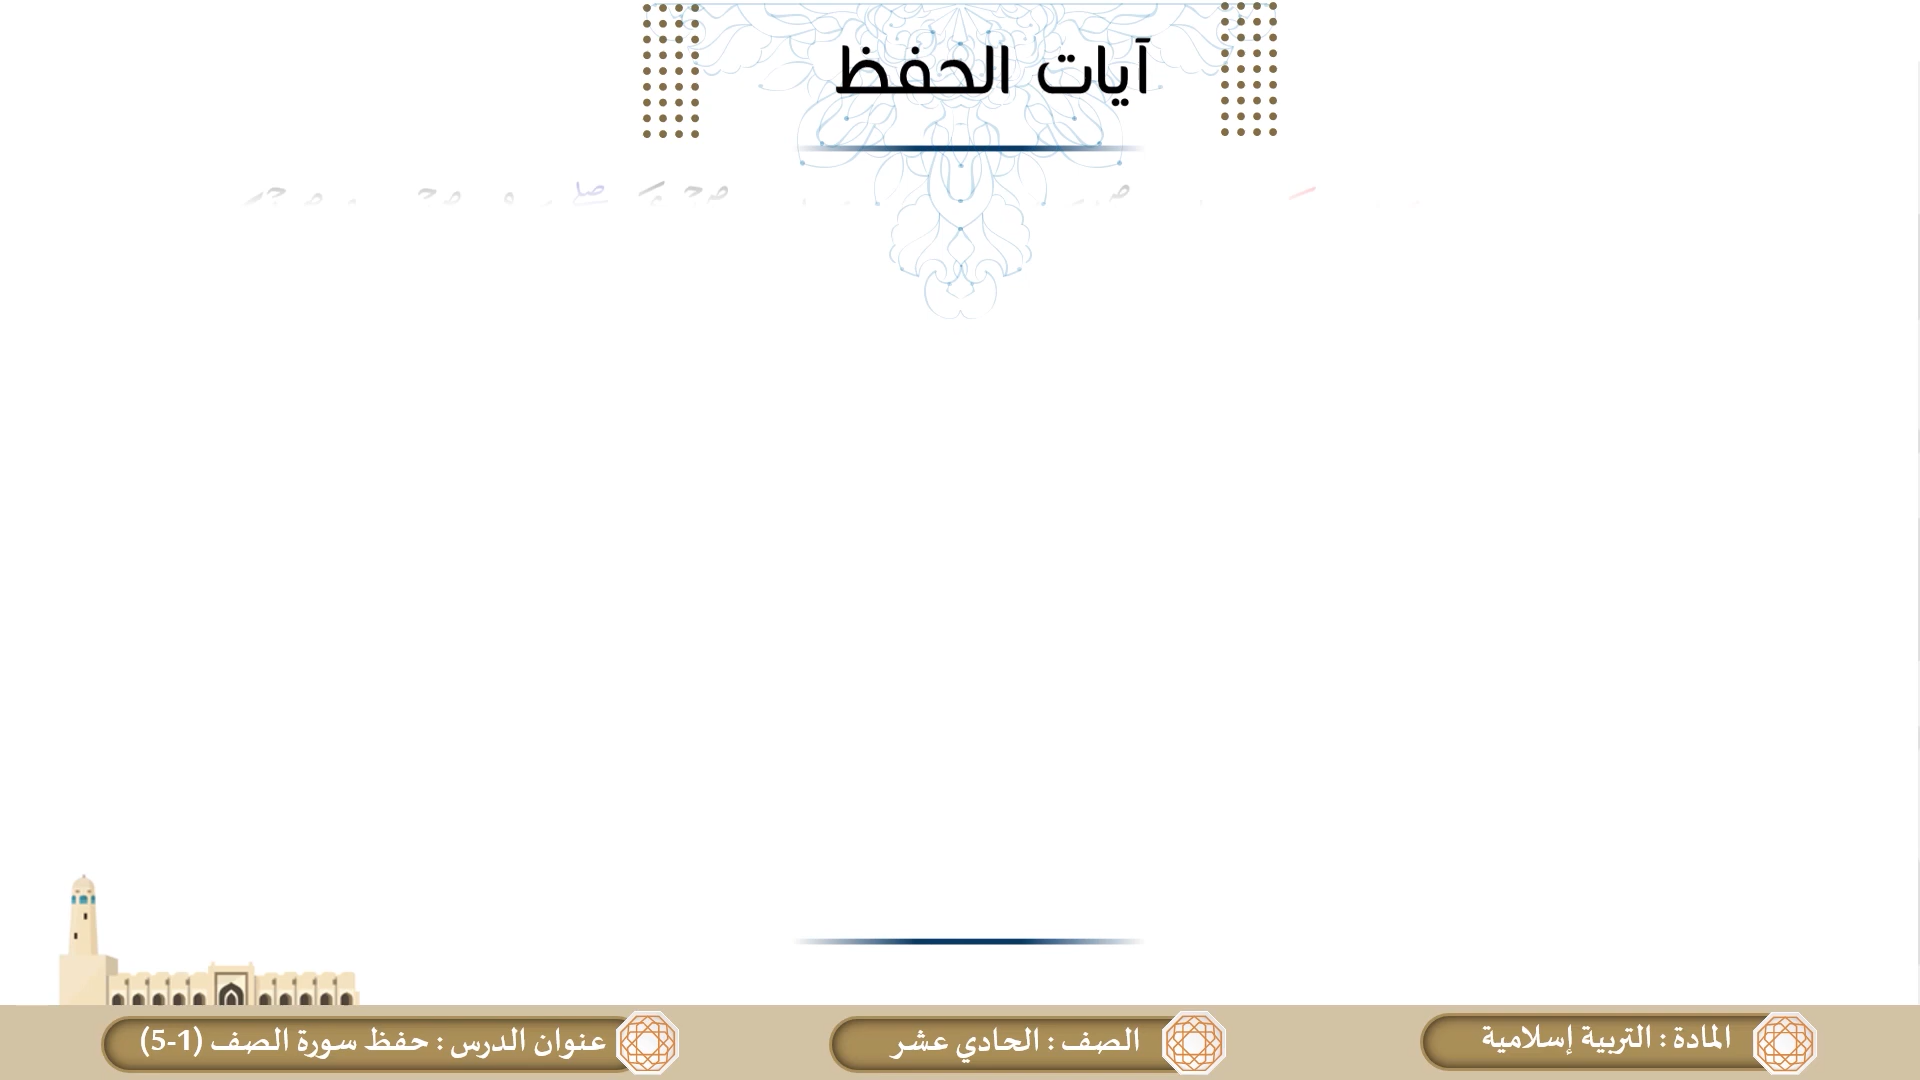 آيات الحفظ
المادة : التربية إسلامية
الصف : الحادي عشر
عنوان الدرس : حفظ سورة الصف (1-5)